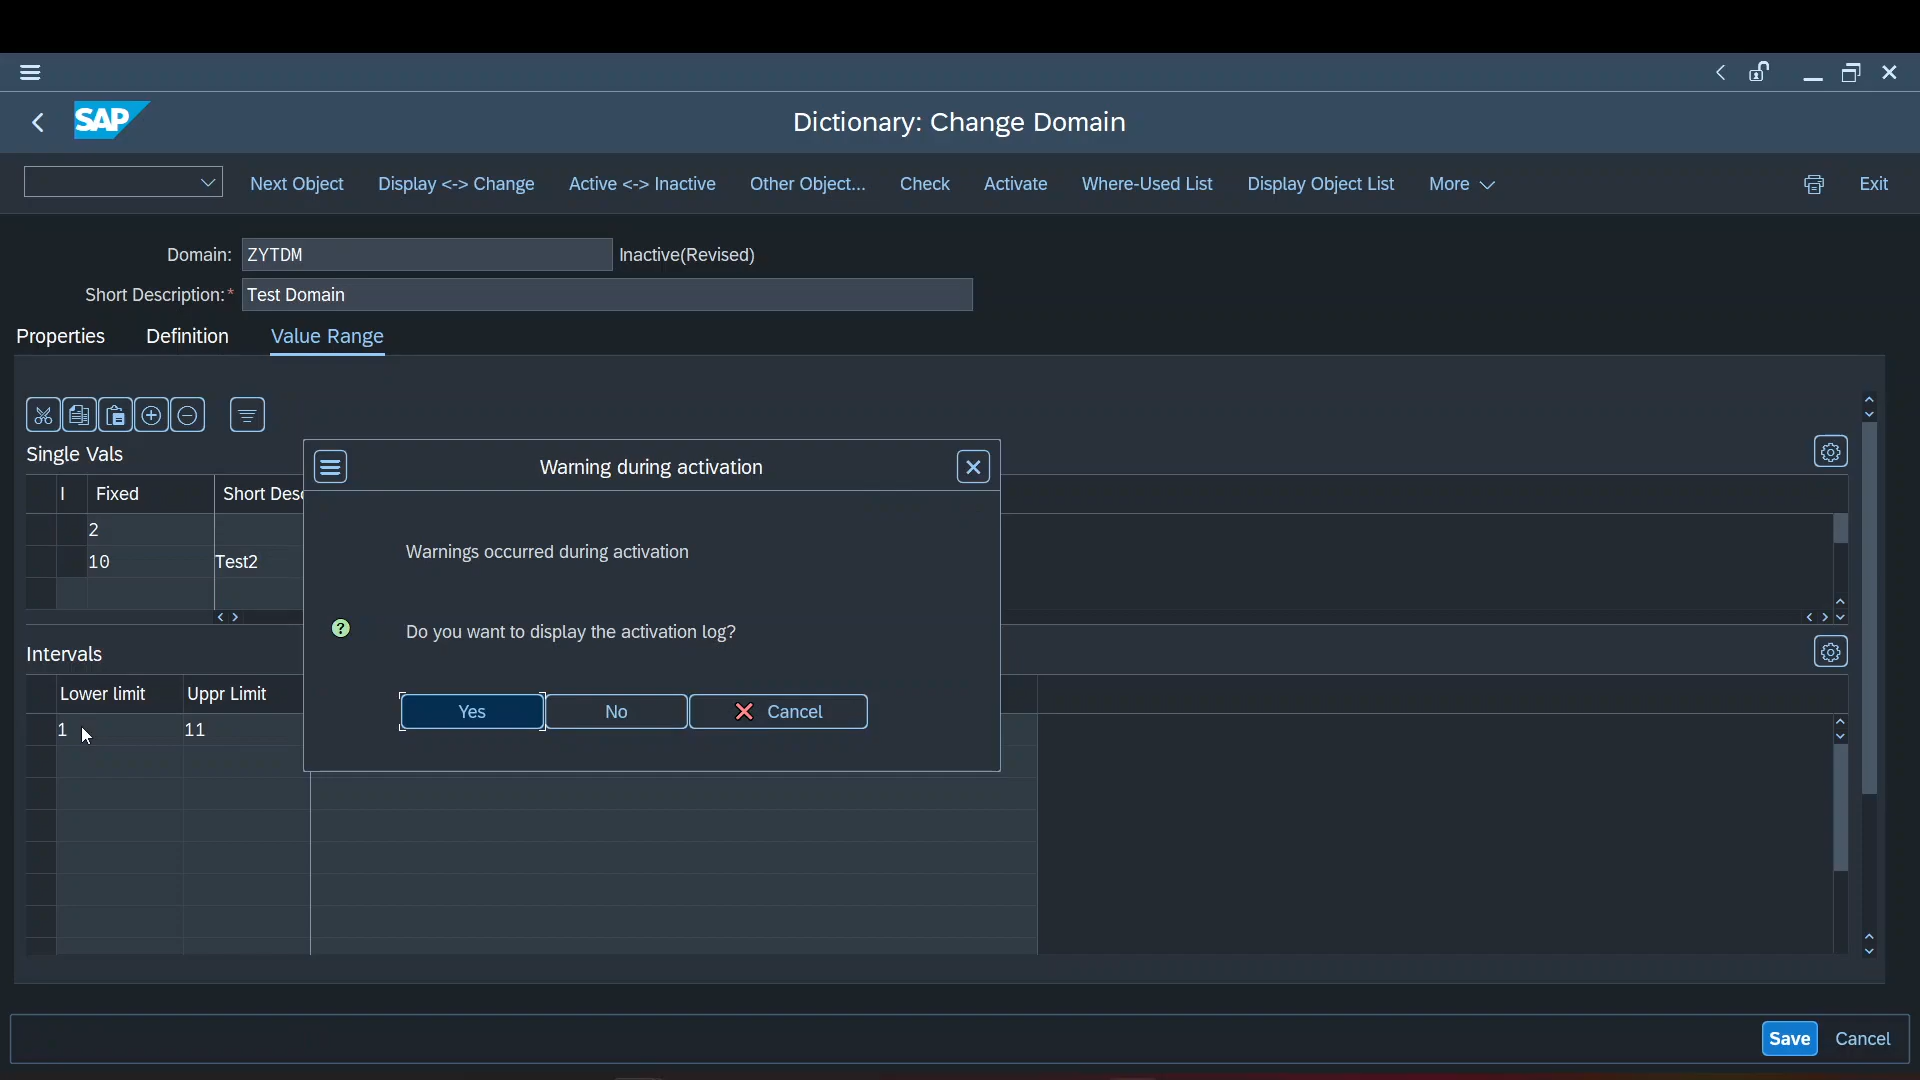 SAP
Dictionary: Change Domain
Next Object Display <-> Change Active <-> Inactive Other Object... Check Activate Where-Used List Display Object List More Exit
Domain: ZYTDM Inactive(Revised)
Short Description:* Test Domain
Properties Definition Value Range
Single Vals
I Fixed Short Desc
2
10 Test2
Warning during activation
Warnings occurred during activation
? Do you want to display the activation log?
Yes No Cancel
Intervals
Lower limit Uppr Limit
1 11
Save Cancel